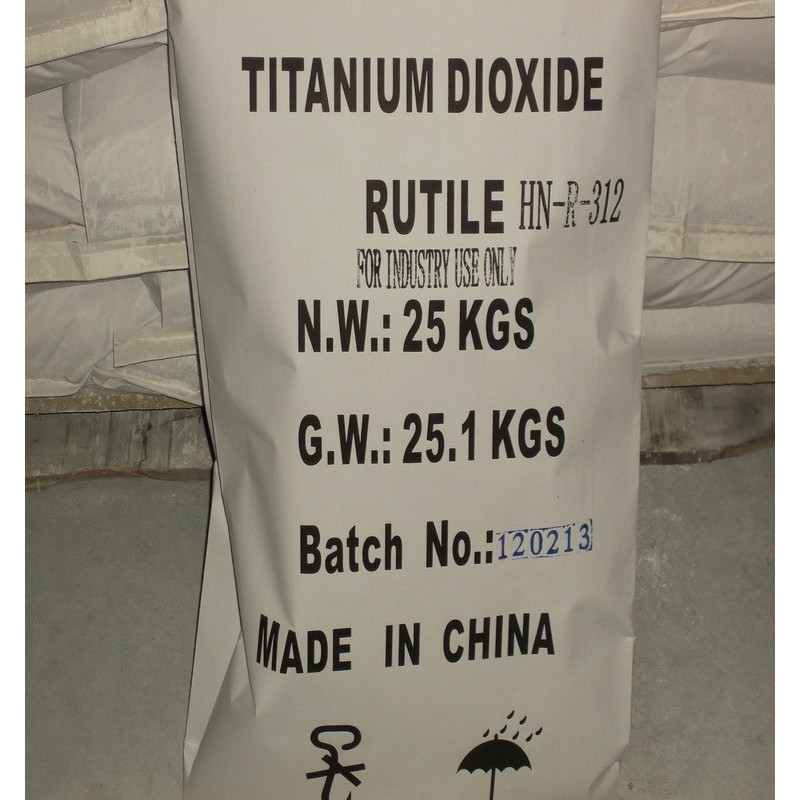 TITANIUM DIOXIDE
RUTILE HN-R-312
FOR INDUSTRY USE ONLY
N.W.: 25 KGS
G.W.: 25.1 KGS
Batch No.: 120213
MADE IN CHINA